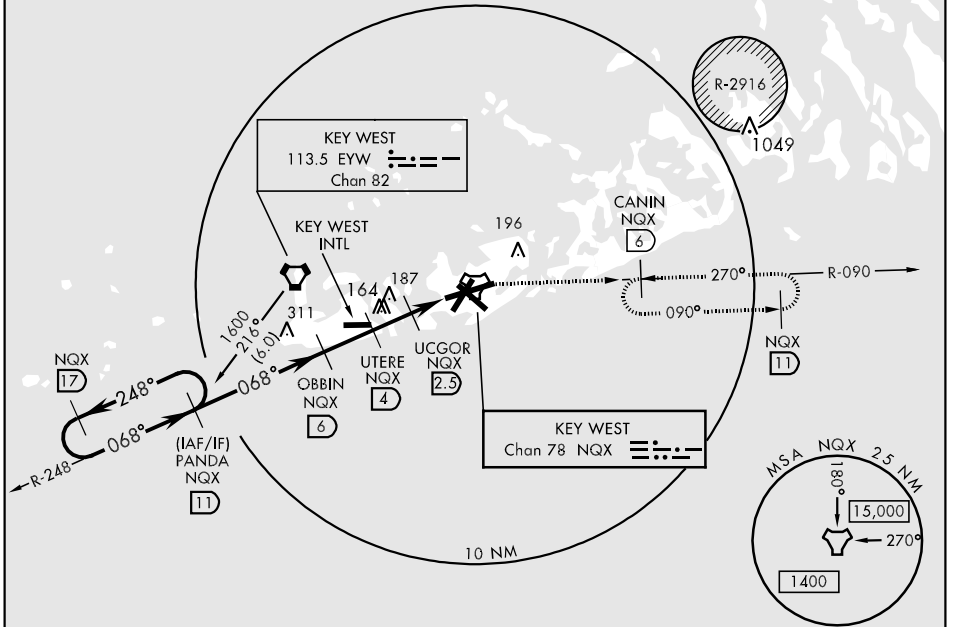 R-2916
1049
KEY WEST
113.5 EYW
Chan 82
KEY WEST
INTL
196
CANIN
NQX
6
164
187
311
1600
216°
(6.0)
270°
R-090
090°
NQX
11
NQX
17
248°
068°
068°
R-248
(IAF/IF)
PANDA
NQX
11
OBBIN
NQX
6
UTERE
NQX
4
UCGOR
NQX
2.5
KEY WEST
Chan 78 NQX
10 NM
MSA NQX 25 NM
180°
15,000
270°
1400